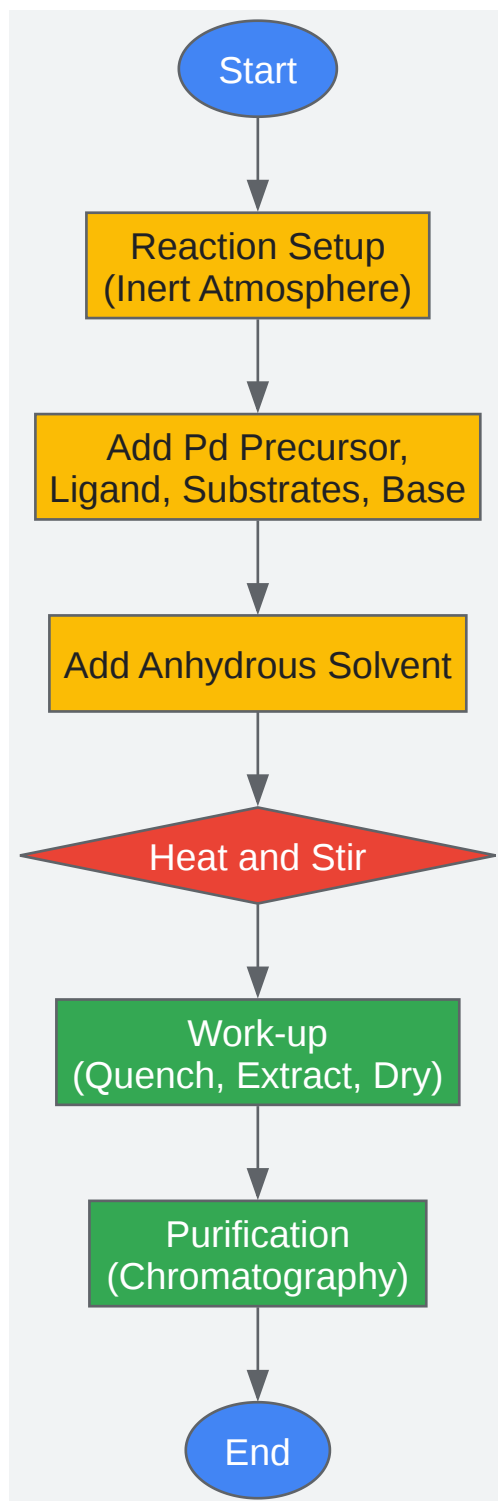 Start
Reaction Setup
(Inert Atmosphere)
Add Pd Precursor,
Ligand, Substrates, Base
Add Anhydrous Solvent
Heat and Stir
Work-up
(Quench, Extract, Dry)
Purification
(Chromatography)
End